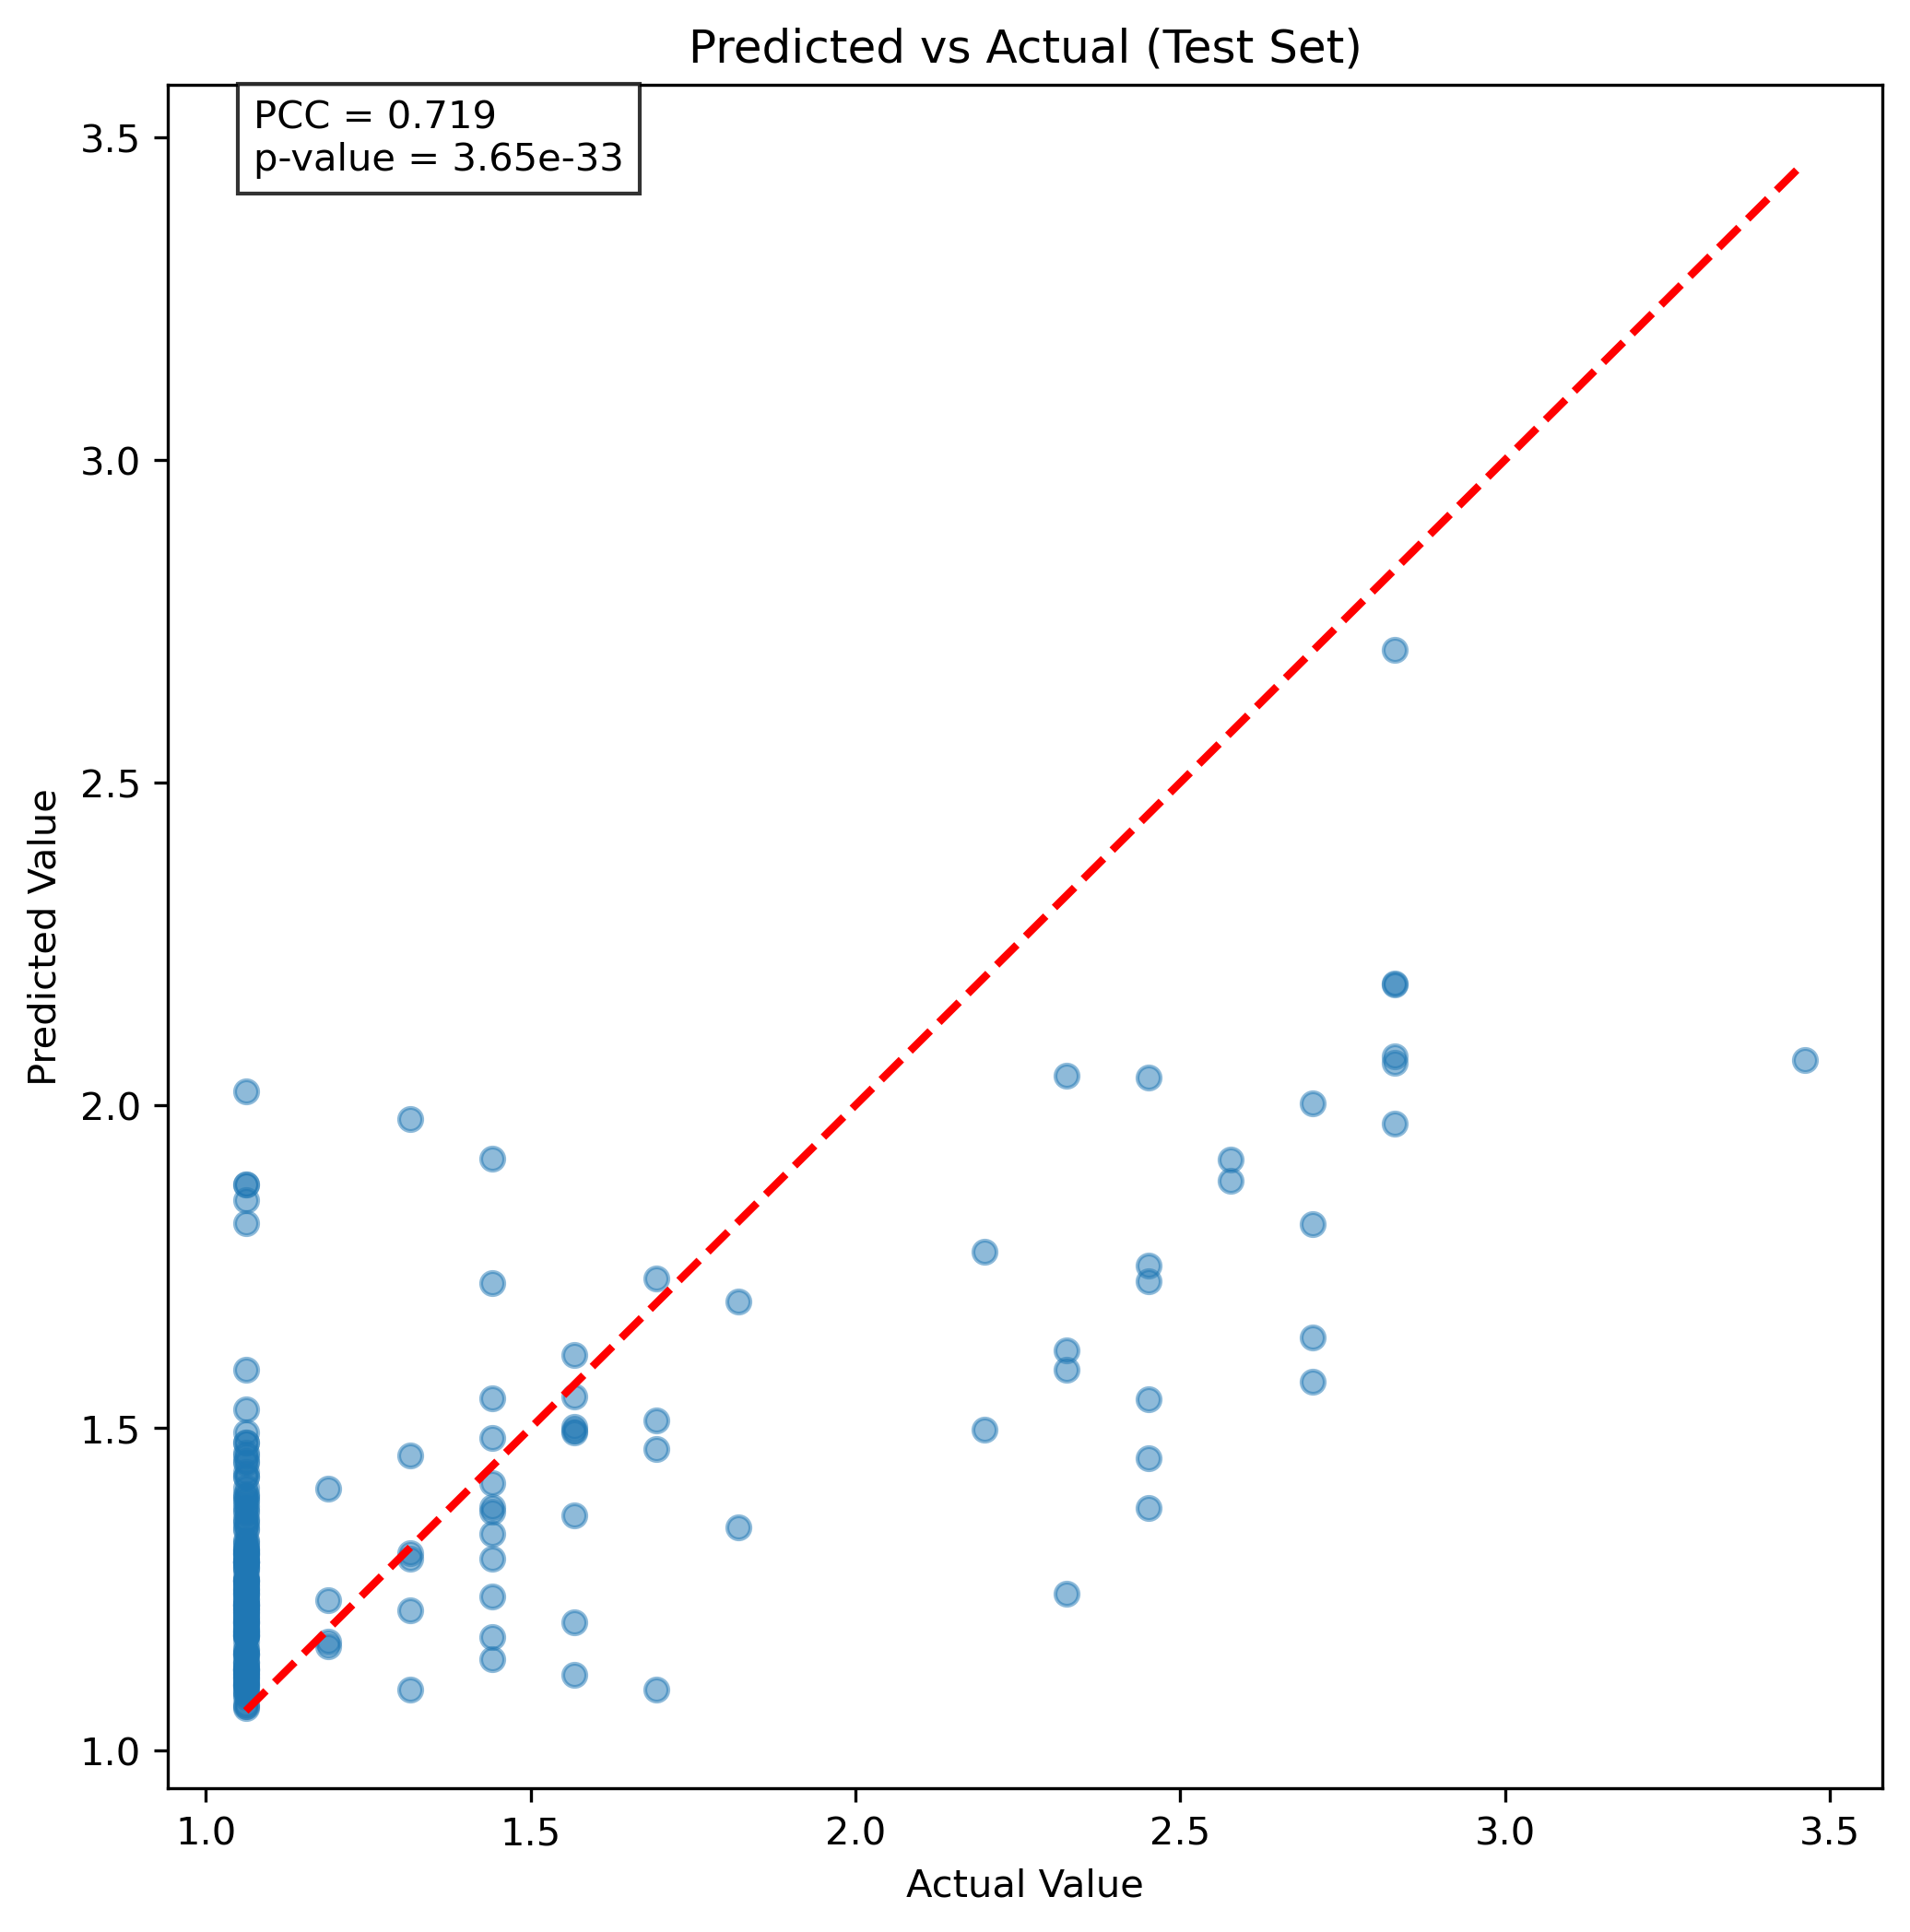 Predicted vs Actual (Test Set)
PCC = 0.719
p-value = 3.65e-33
3.5
3.0
2.5
2.0
1.5
1.0
Predicted Value
1.0 1.5 2.0 2.5 3.0 3.5
Actual Value